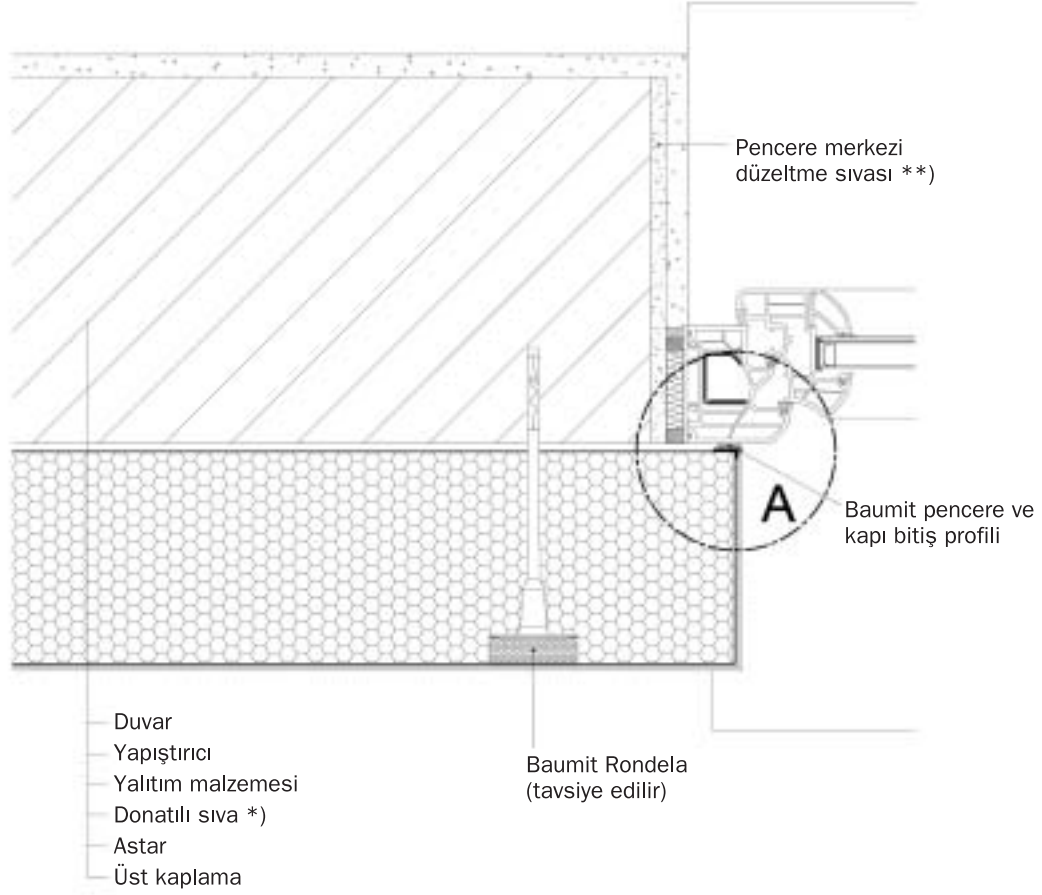 Pencere merkezi
düzeltme sıvası **)
A
Baumit pencere ve
kapı bitiş profili
Duvar
Yapıştırıcı
Yalıtım malzemesi
Donatılı sıva *)
Astar
Üst kaplama
Baumit Rondela
(tavsiye edilir)